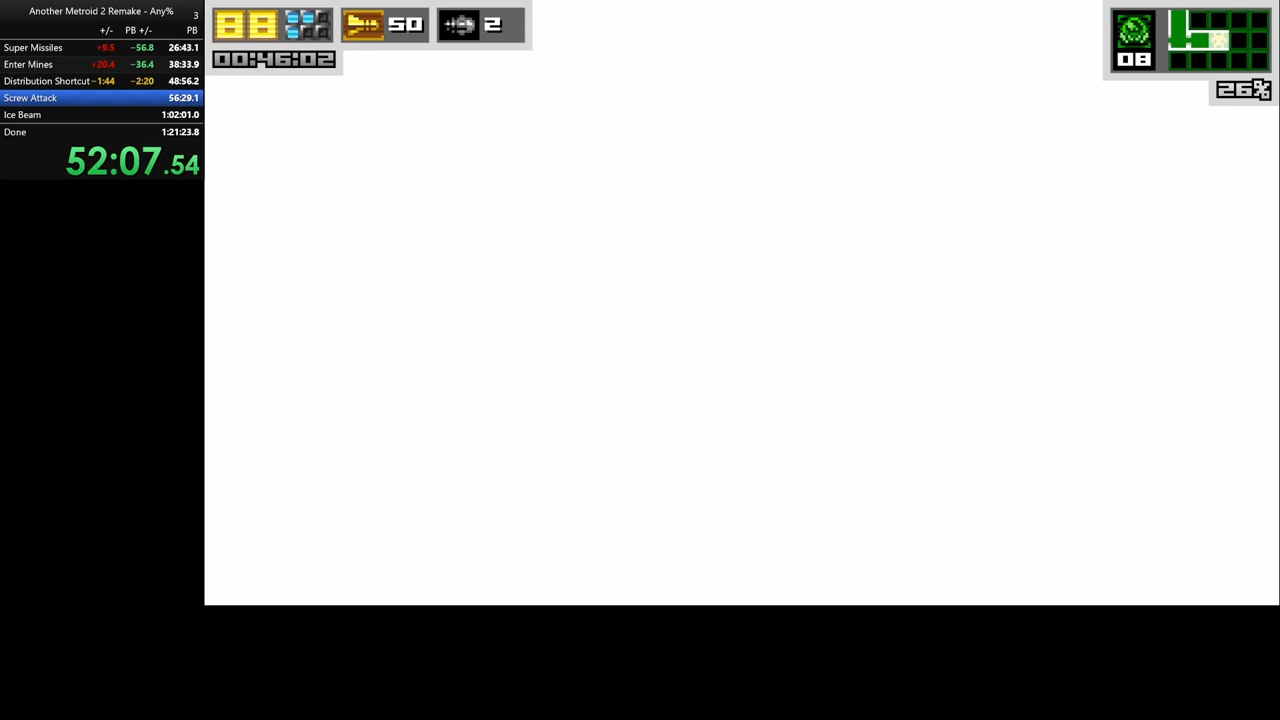 Another Metroid 2 Remake - Any%
3
+/- PB +/- PB
Super Missiles +9.5 −56.8 26:43.1
Enter Mines +20.4 −36.4 38:33.9
Distribution Shortcut −1:44 −2:20 48:56.2
Screw Attack 56:29.1
Ice Beam 1:02:01.0
Done 1:21:23.8
52:07.54
88 50 2
00:46:02
08
26%